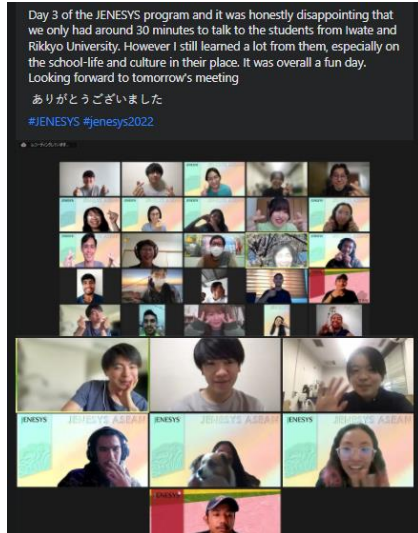 Day 3 of the JENESYS program and it was honestly disappointing that
we only had around 30 minutes to talk to the students from Iwate and
Rikkyo University. However I still learned a lot from them, especially on
the school-life and culture in their place. It was overall a fun day.
Looking forward to tomorrow's meeting
ありがとうございました
#JENESYS #jenesys2022
JENESYS
JENESYS ASEAN
JENESYS
JENESYS ASEAN
JENESYS